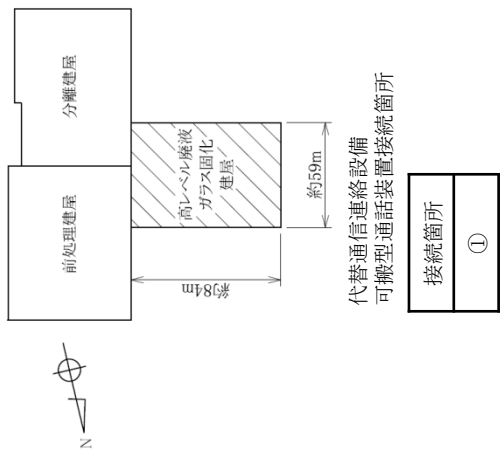 前処理建屋
分離建屋
高レベル廃液
ガラス固化
建屋
約84m
約59m
N
代替通信連絡設備
可搬型通話装置接続箇所
接続箇所
①